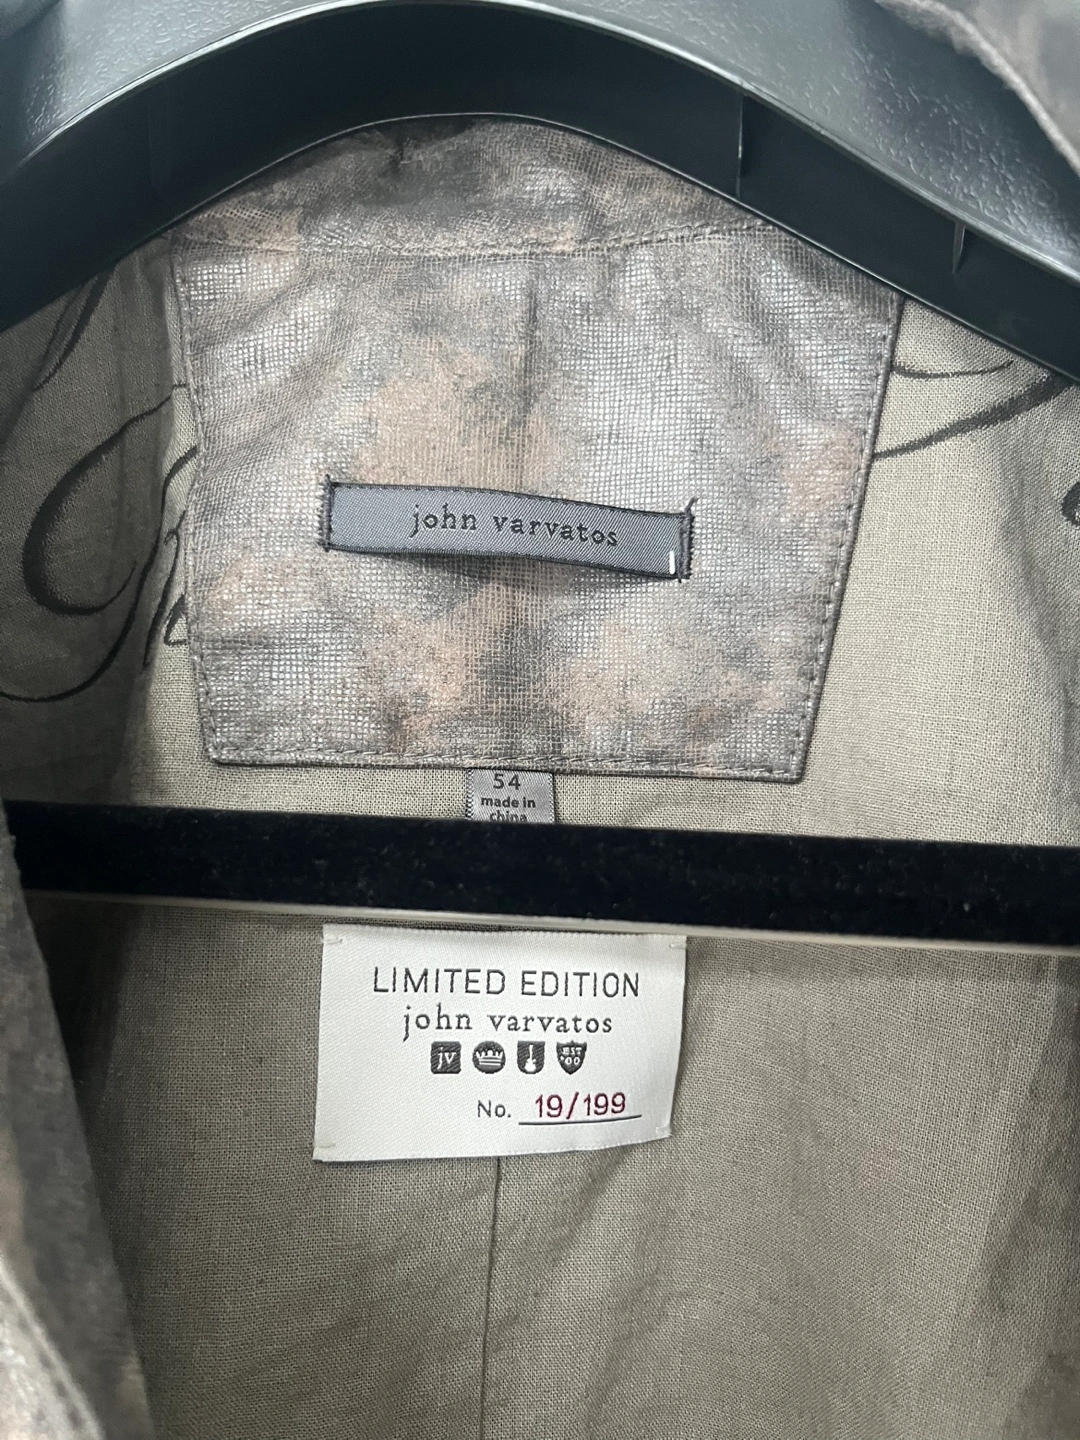 john varvatos
54
made in
china
LIMITED EDITION
john varvatos
jv
EST
'00
No. 19/199